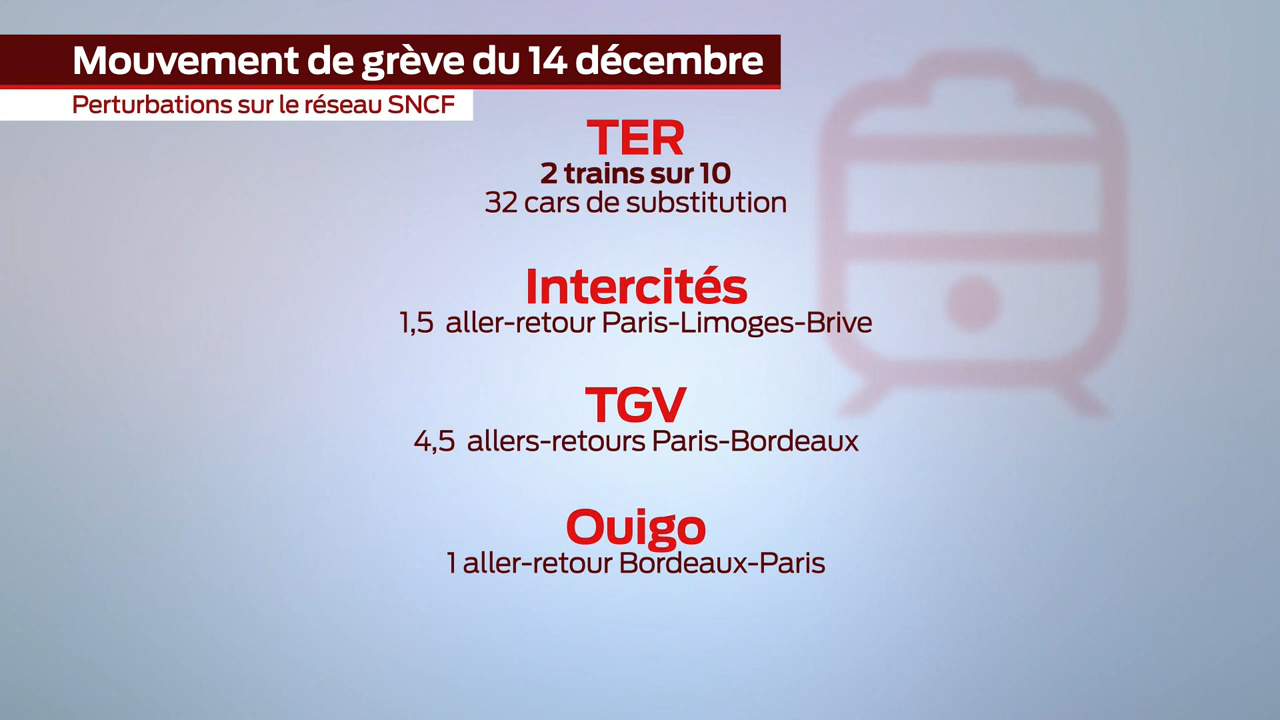 Mouvement de grève du 14 décembre
Perturbations sur le réseau SNCF
TER
2 trains sur 10
32 cars de substitution
Intercités
1,5 aller-retour Paris-Limoges-Brive
TGV
4,5 allers-retours Paris-Bordeaux
Ouigo
1 aller-retour Bordeaux-Paris